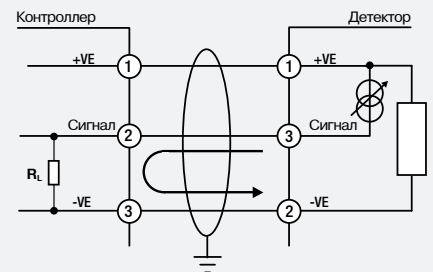 Контроллер Детектор
+VE 1 1 +VE
Сигнал 2 3 Сигнал
RL
-VE 3 2 -VE